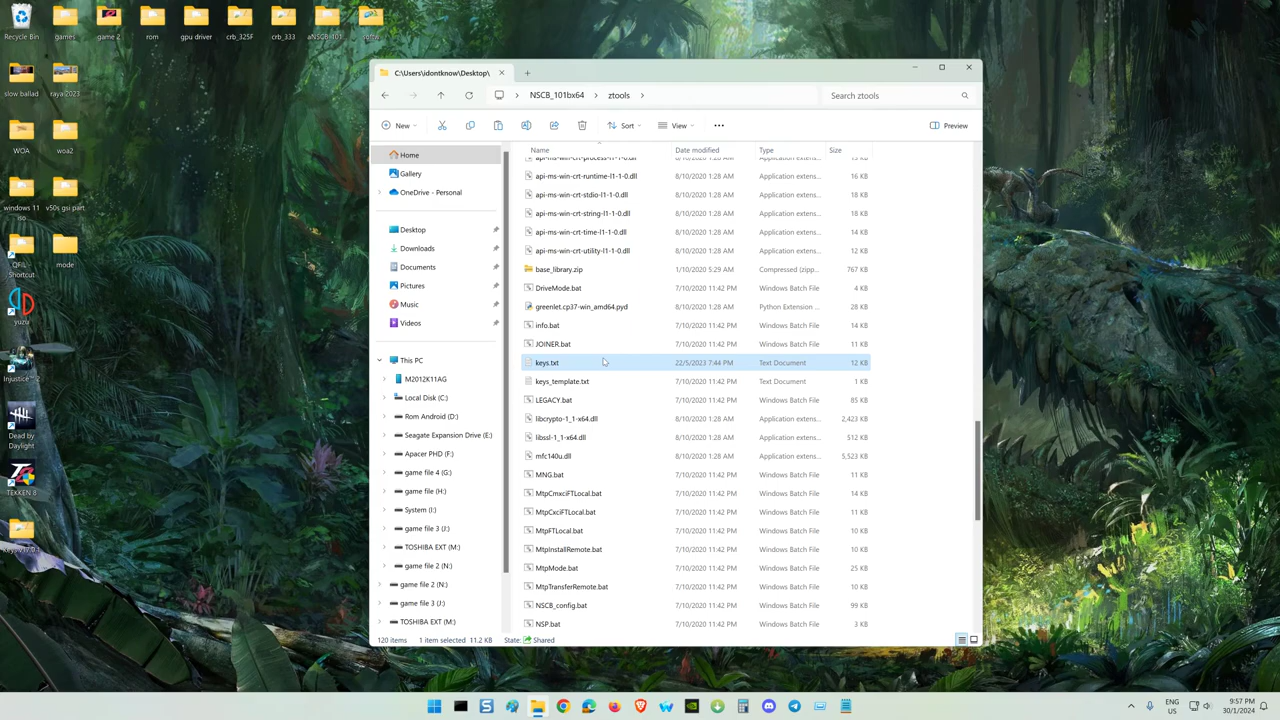 Recycle Bin
games
game 2
rom
gpu driver
crb_325F
crb_333
aNSCB 101
softw
slow ballad
raya 2023
WOA
woa2
windows 11 iso
v50s gsi part
QFIL - Shortcut
mode
yuzu
Injustice™ 2
Dead by Daylight
TEKKEN 8
C:\Users\idontknow\Desktop\
NSCB_101bx64
ztools
Search ztools
New
Sort
View
Preview
Name
Date modified
Type
Size
Home
Gallery
OneDrive - Personal
Desktop
Downloads
Documents
Pictures
Music
Videos
This PC
M2012K11AG
Local Disk (C:)
Rom Android (D:)
Seagate Expansion Drive (E:)
Apacer PHD (F:)
game file 4 (G:)
game file (H:)
System (I:)
game file 3 (J:)
TOSHIBA EXT (M:)
game file 2 (N:)
game file 2 (N:)
game file 3 (J:)
TOSHIBA EXT (M:)
api-ms-win-crt-process-l1-1-0.dll
api-ms-win-crt-runtime-l1-1-0.dll 8/10/2020 1:28 AM Application extens... 16 KB
api-ms-win-crt-stdio-l1-1-0.dll 8/10/2020 1:28 AM Application extens... 18 KB
api-ms-win-crt-string-l1-1-0.dll 8/10/2020 1:28 AM Application extens... 18 KB
api-ms-win-crt-time-l1-1-0.dll 8/10/2020 1:28 AM Application extens... 14 KB
api-ms-win-crt-utility-l1-1-0.dll 8/10/2020 1:28 AM Application extens... 12 KB
base_library.zip 1/10/2020 5:29 AM Compressed (zipp... 767 KB
DriveMode.bat 7/10/2020 11:42 PM Windows Batch File 4 KB
greenlet.cp37-win_amd64.pyd 8/10/2020 1:28 AM Python Extension ... 28 KB
info.bat 7/10/2020 11:42 PM Windows Batch File 14 KB
JOINER.bat 7/10/2020 11:42 PM Windows Batch File 11 KB
keys.txt 22/5/2023 7:44 PM Text Document 12 KB
keys_template.txt 7/10/2020 11:42 PM Text Document 1 KB
LEGACY.bat 7/10/2020 11:42 PM Windows Batch File 85 KB
libcrypto-1_1-x64.dll 8/10/2020 1:28 AM Application extens... 2,423 KB
libssl-1_1-x64.dll 8/10/2020 1:28 AM Application extens... 512 KB
mfc140u.dll 8/10/2020 1:28 AM Application extens... 5,523 KB
MNG.bat 7/10/2020 11:42 PM Windows Batch File 11 KB
MtpCmxciFTLocal.bat 7/10/2020 11:42 PM Windows Batch File 14 KB
MtpCxciFTLocal.bat 7/10/2020 11:42 PM Windows Batch File 11 KB
MtpFTLocal.bat 7/10/2020 11:42 PM Windows Batch File 10 KB
MtpInstallRemote.bat 7/10/2020 11:42 PM Windows Batch File 10 KB
MtpMode.bat 7/10/2020 11:42 PM Windows Batch File 25 KB
MtpTransferRemote.bat 7/10/2020 11:42 PM Windows Batch File 10 KB
NSCB_config.bat 7/10/2020 11:42 PM Windows Batch File 99 KB
NSP.bat 7/10/2020 11:42 PM Windows Batch File 3 KB
120 items
1 item selected 11.2 KB
State: Shared
ENG
US
9:57 PM
30/1/2024